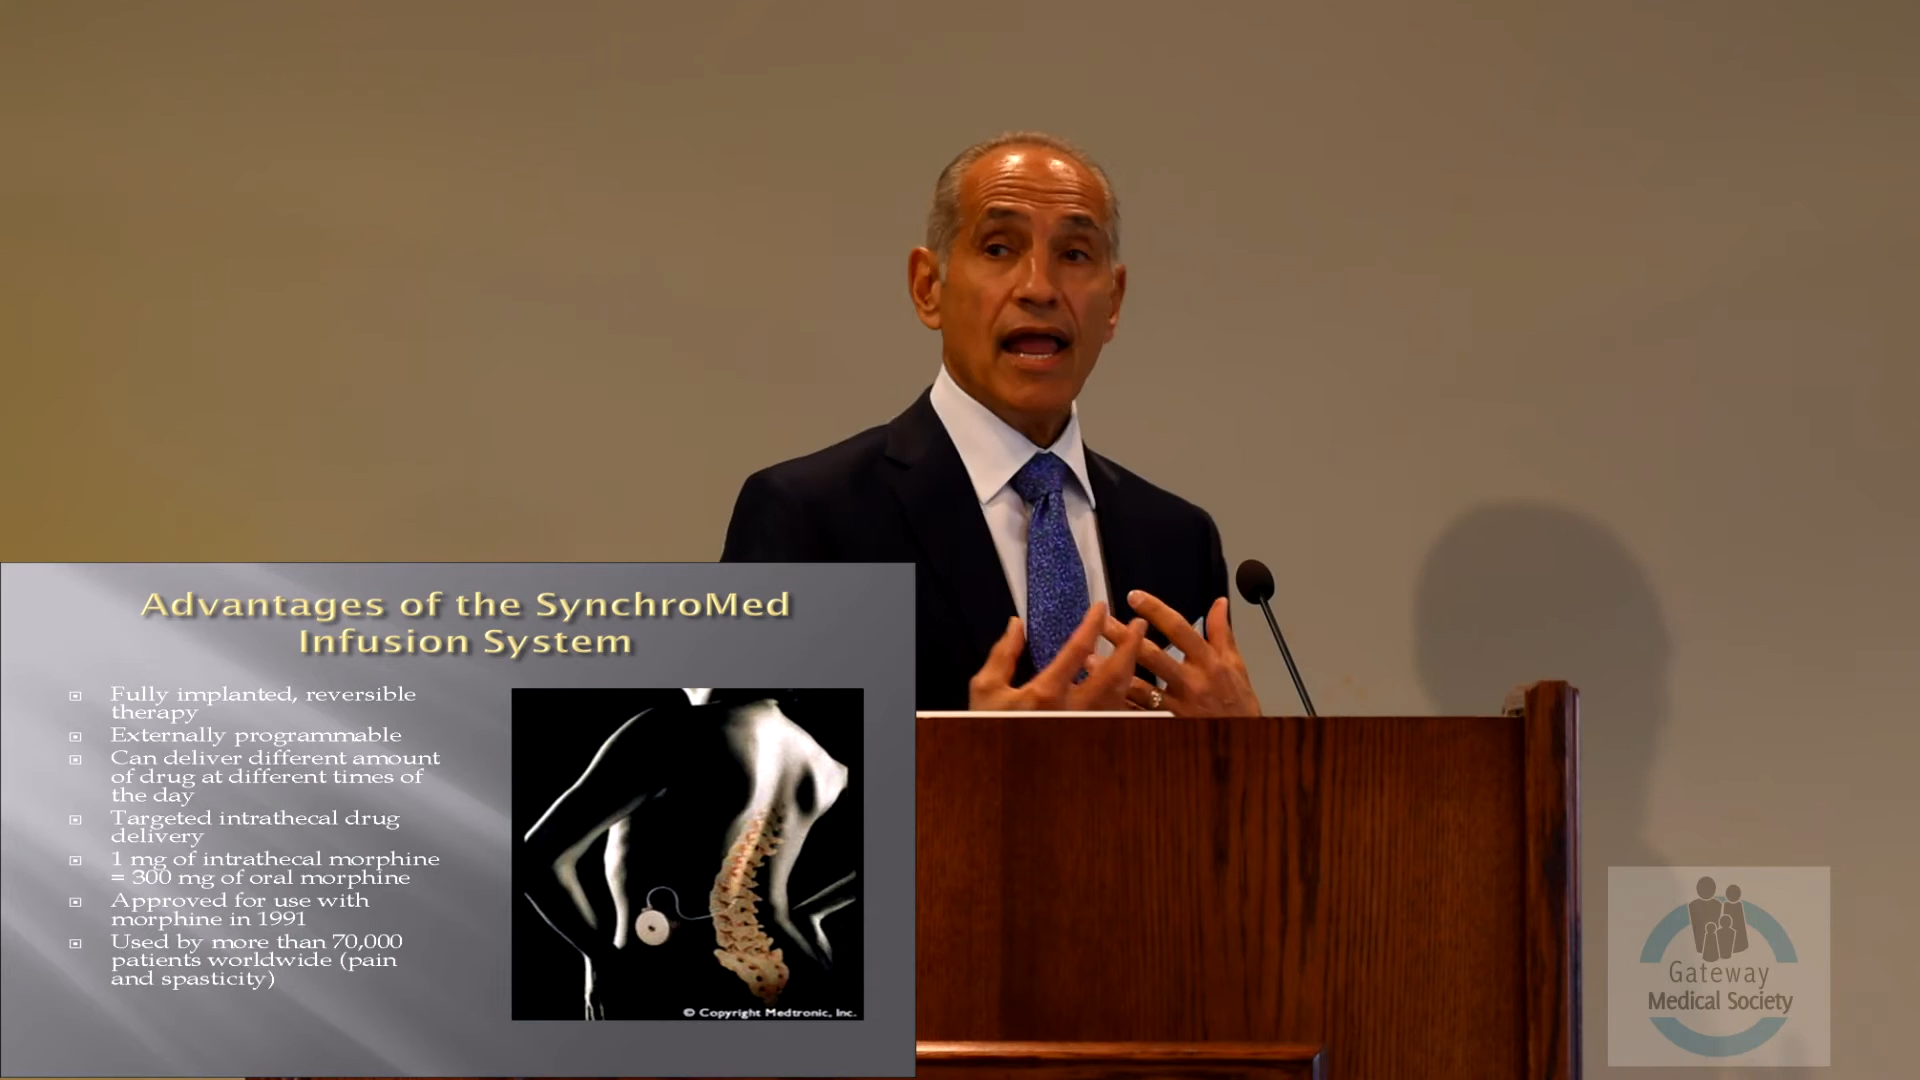 Advantages of the SynchroMed
Infusion System
Fully implanted, reversible
therapy
Externally programmable
Can deliver different amount
of drug at different times of
the day
Targeted intrathecal drug
delivery
1 mg of intrathecal morphine
= 300 mg of oral morphine
Approved for use with
morphine in 1991
Used by more than 70,000
patients worldwide (pain
and spasticity)
© Copyright Medtronic, Inc.
Gateway
Medical Society